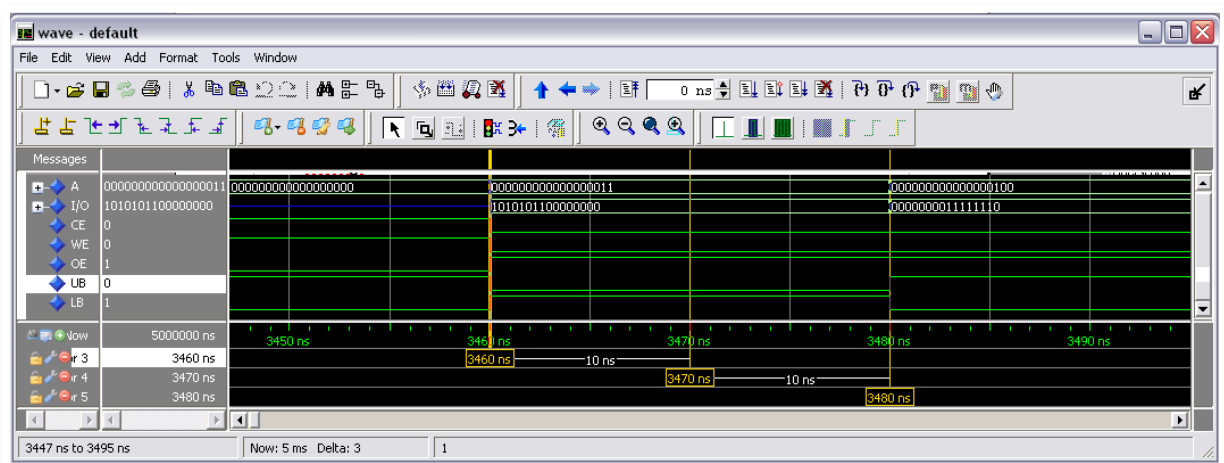 wave - default
File Edit View Add Format Tools Window
0 ns
Messages
A 000000000000000011 000000000000000000 000000000000000011 000000000000000100
I/O 1010101100000000 1010101100000000 0000000011111110
CE 0
WE 0
OE 1
UB 0
LB 1
Now 5000000 ns 3450 ns 3460 ns 3470 ns 3480 ns 3490 ns
r 3 3460 ns 3460 ns 10 ns
r 4 3470 ns 3470 ns 10 ns
r 5 3480 ns 3480 ns
3447 ns to 3495 ns Now: 5 ms Delta: 3 1